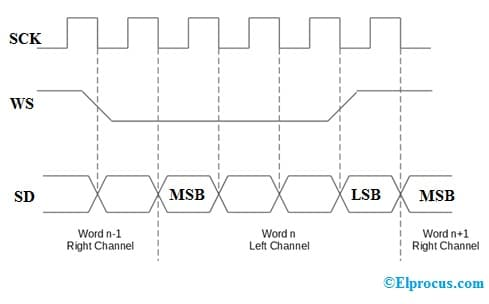 SCK
WS
SD
MSB
LSB
MSB
Word n-1
Right Channel
Word n
Left Channel
Word n+1
Right Channel
©Elprocus.com